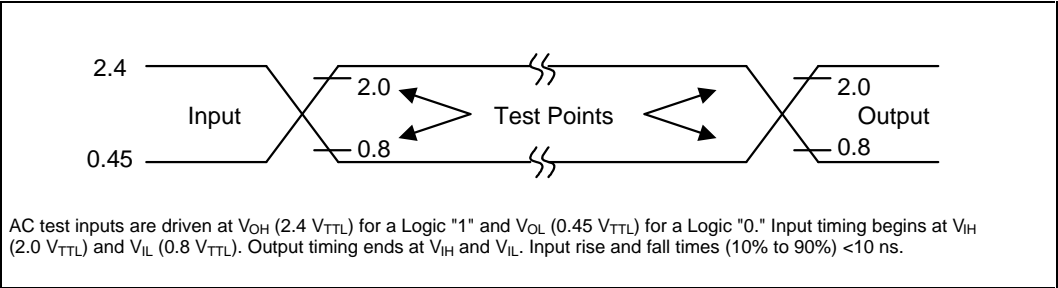 2.4
2.0
2.0
Input
Test Points
Output
0.45
0.8
0.8
AC test inputs are driven at VOH (2.4 VTTL) for a Logic "1" and VOL (0.45 VTTL) for a Logic "0." Input timing begins at VIH
(2.0 VTTL) and VIL (0.8 VTTL). Output timing ends at VIH and VIL. Input rise and fall times (10% to 90%) <10 ns.